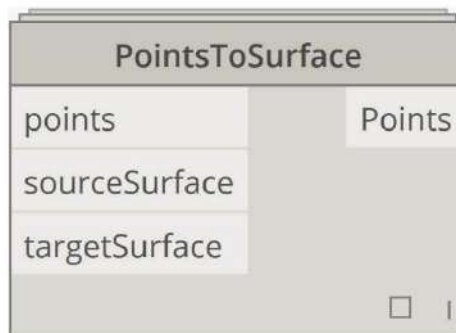 PointsToSurface
points
Points
sourceSurface
targetSurface